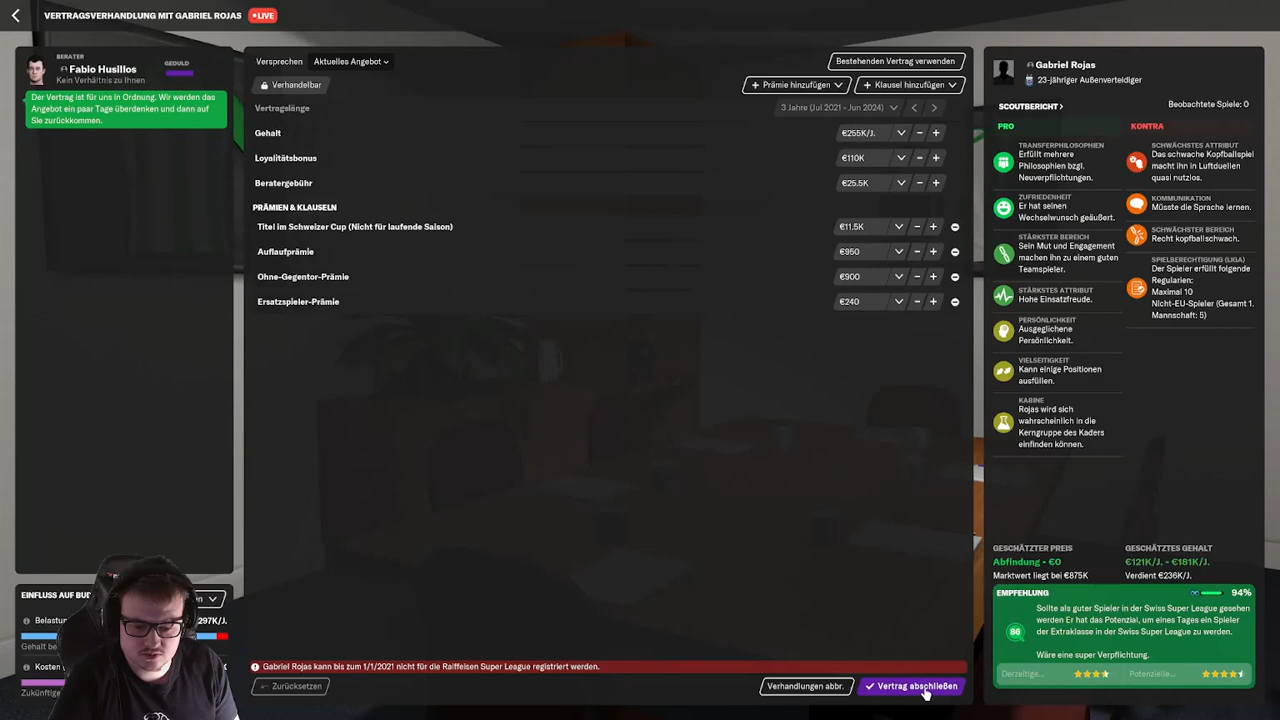 VERTRAGSVERHANDLUNG MIT GABRIEL ROJAS
LIVE
BERATER
Fabio Husillos
Kein Verhältnis zu Ihnen
GEDULD
Der Vertrag ist für uns in Ordnung. Wir werden das
Angebot ein paar Tage überdenken und dann auf
Sie zurückkommen.
EINFLUSS AUF BUD
Belastu
297K/J.
Gehalt be
Kosten
Zukünftige
Versprechen
Aktuelles Angebot
Bestehenden Vertrag verwenden
Verhandelbar
+ Prämie hinzufügen
+ Klausel hinzufügen
Vertragslänge
3 Jahre (Jul 2021 - Jun 2024)
Gehalt
€255K/J.
Loyalitätsbonus
€110K
Beratergebühr
€25.5K
PRÄMIEN & KLAUSELN
Titel im Schweizer Cup (Nicht für laufende Saison)
€11.5K
Auflaufprämie
€950
Ohne-Gegentor-Prämie
€900
Ersatzspieler-Prämie
€240
Gabriel Rojas kann bis zum 1/1/2021 nicht für die Raiffeisen Super League registriert werden.
Zurücksetzen
Verhandlungen abbr.
Vertrag abschließen
Gabriel Rojas
23-jähriger Außenverteidiger
SCOUTBERICHT >
Beobachtete Spiele: 0
PRO
TRANSFERPHILOSOPHIEN
Erfüllt mehrere
Philosophien bzgl.
Neuverpflichtungen.
ZUFRIEDENHEIT
Er hat seinen
Wechselwunsch geäußert.
STÄRKSTER BEREICH
Sein Mut und Engagement
machen ihn zu einem guten
Teamspieler.
STÄRKSTES ATTRIBUT
Hohe Einsatzfreude.
PERSÖNLICHKEIT
Ausgeglichene
Persönlichkeit.
VIELSEITIGKEIT
Kann einige Positionen
ausfüllen.
KABINE
Rojas wird sich
wahrscheinlich in die
Kerngruppe des Kaders
einfinden können.
KONTRA
SCHWÄCHSTES ATTRIBUT
Das schwache Kopfballspiel
macht ihn in Luftduellen
quasi nutzlos.
KOMMUNIKATION
Müsste die Sprache lernen.
SCHWÄCHSTER BEREICH
Recht kopfballschwach.
SPIELBERECHTIGUNG (LIGA)
Der Spieler erfüllt folgende
Regularien:
Maximal 10
Nicht-EU-Spieler (Gesamt 1.
Mannschaft: 5)
GESCHÄTZTER PREIS
Abfindung - €0
Marktwert liegt bei €875K
GESCHÄTZTES GEHALT
€121K/J. - €181K/J.
Verdient €236K/J.
EMPFEHLUNG
94%
86
Sollte als guter Spieler in der Swiss Super League gesehen
werden Er hat das Potenzial, um eines Tages ein Spieler
der Extraklasse in der Swiss Super League zu werden.
Wäre eine super Verpflichtung.
Derzeitige...
Potenzielle...